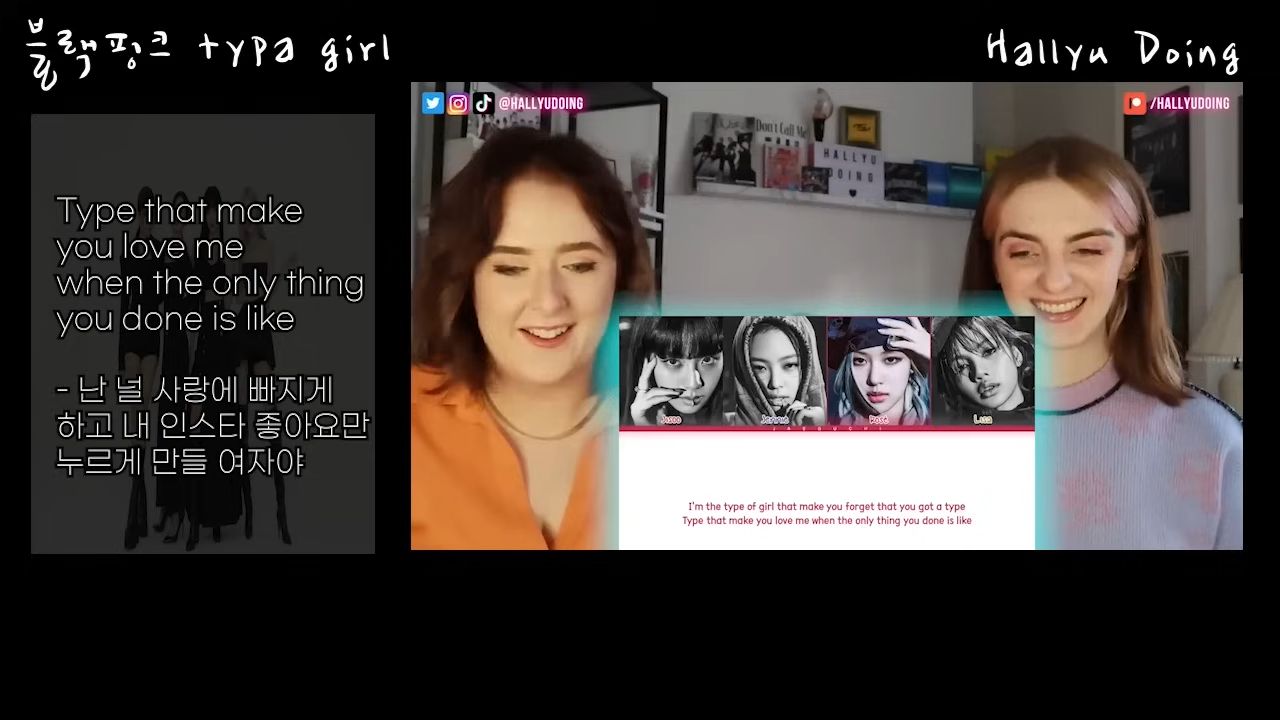 블랙핑크 typa girl
Hallyu Doing
@HALLYUDOING
/HALLYUDOING
Type that make
you love me
when the only thing
you done is like
- 난 널 사랑에 빠지게
하고 내 인스타 좋아요만
누르게 만들 여자야
Don't Call Me
HALLYU
DOING
Jisoo
Jennie
Rosé
Lisa
JAEGUCHI
I'm the type of girl that make you forget that you got a type
Type that make you love me when the only thing you done is like